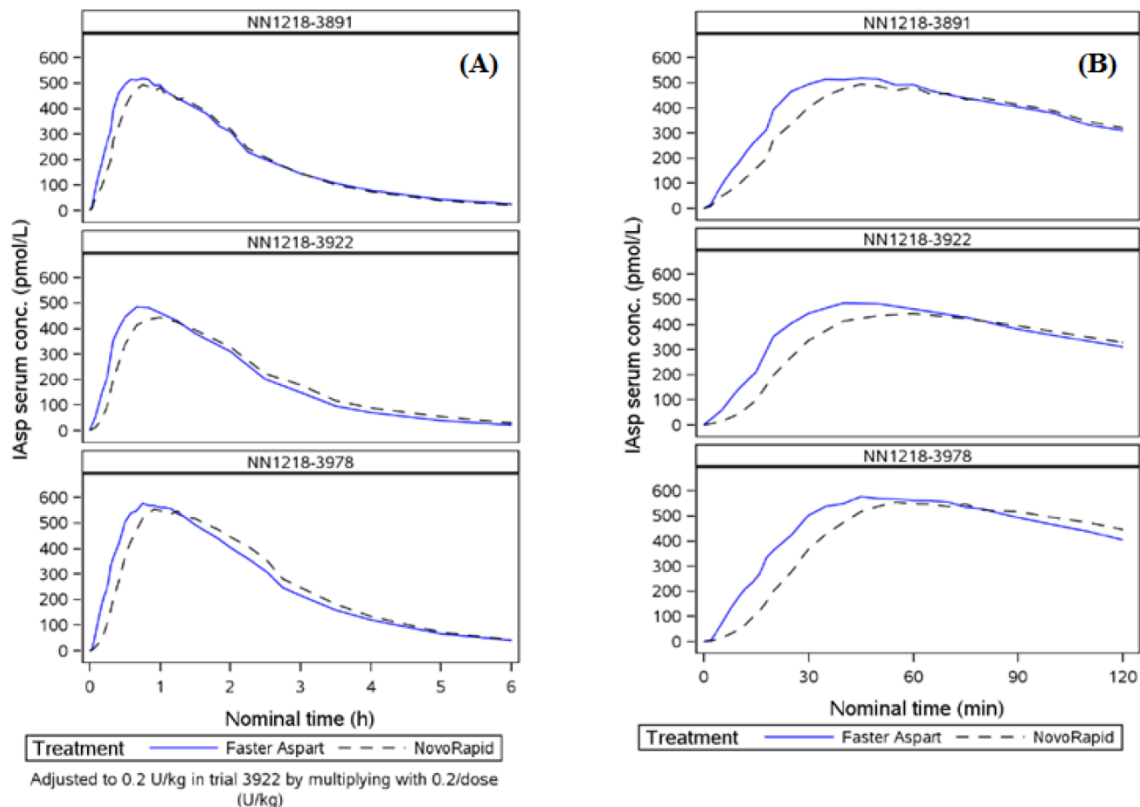 NN1218-3891
(A)
600
500
400
300
200
100
0
NN1218-3922
IAsp serum conc. (pmol/L)
600
500
400
300
200
100
0
NN1218-3978
600
500
400
300
200
100
0
0 1 2 3 4 5 6
Nominal time (h)
Treatment Faster Aspart NovoRapid
Adjusted to 0.2 U/kg in trial 3922 by multiplying with 0.2/dose
(U/kg)
NN1218-3891
(B)
600
500
400
300
200
100
0
NN1218-3922
IAsp serum conc. (pmol/L)
600
500
400
300
200
100
0
NN1218-3978
600
500
400
300
200
100
0
0 30 60 90 120
Nominal time (min)
Treatment Faster Aspart NovoRapid